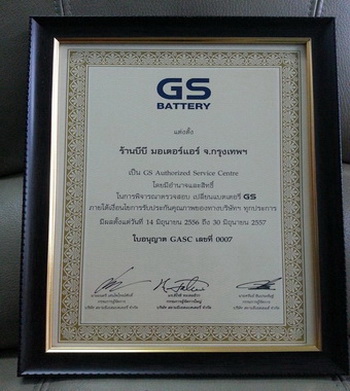 GS
BATTERY
แต่งตั้ง
ร้านบีบี มอเตอร์แอร์ จ.กรุงเทพฯ
เป็น GS Authorized Service Centre
โดยมีอำนาจและสิทธิ์
ในการพิจารณาตรวจสอบ เปลี่ยนแบตเตอรี่ GS
ภายใต้เงื่อนไขการรับประกันคุณภาพของทางบริษัทฯ ทุกประการ
มีผลตั้งแต่วันที่ 14 มิถุนายน 2556 ถึง 30 มิถุนายน 2557
ใบอนุญาต GASC เลขที่ 0007